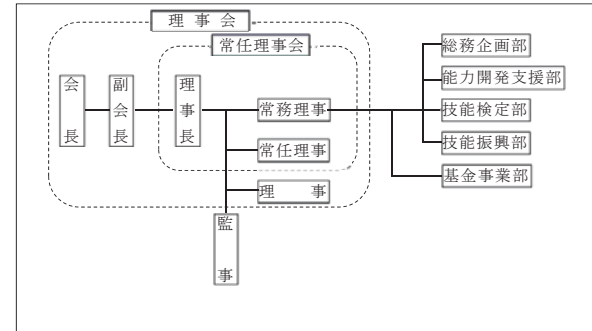 理事会
常任理事会
会長
副会長
理事長
常務理事
常任理事
理　　事
監　事
総務企画部
能力開発支援部
技能検定部
技能振興部
基金事業部